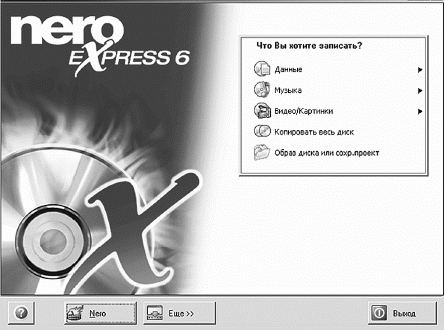 nero
EXPRESS 6
Что Вы хотите записать?
Данные
Музыка
Видео/Картинки
Копировать весь диск
Образ диска или сохр.проект
?
Nero
Еще >>
Выход